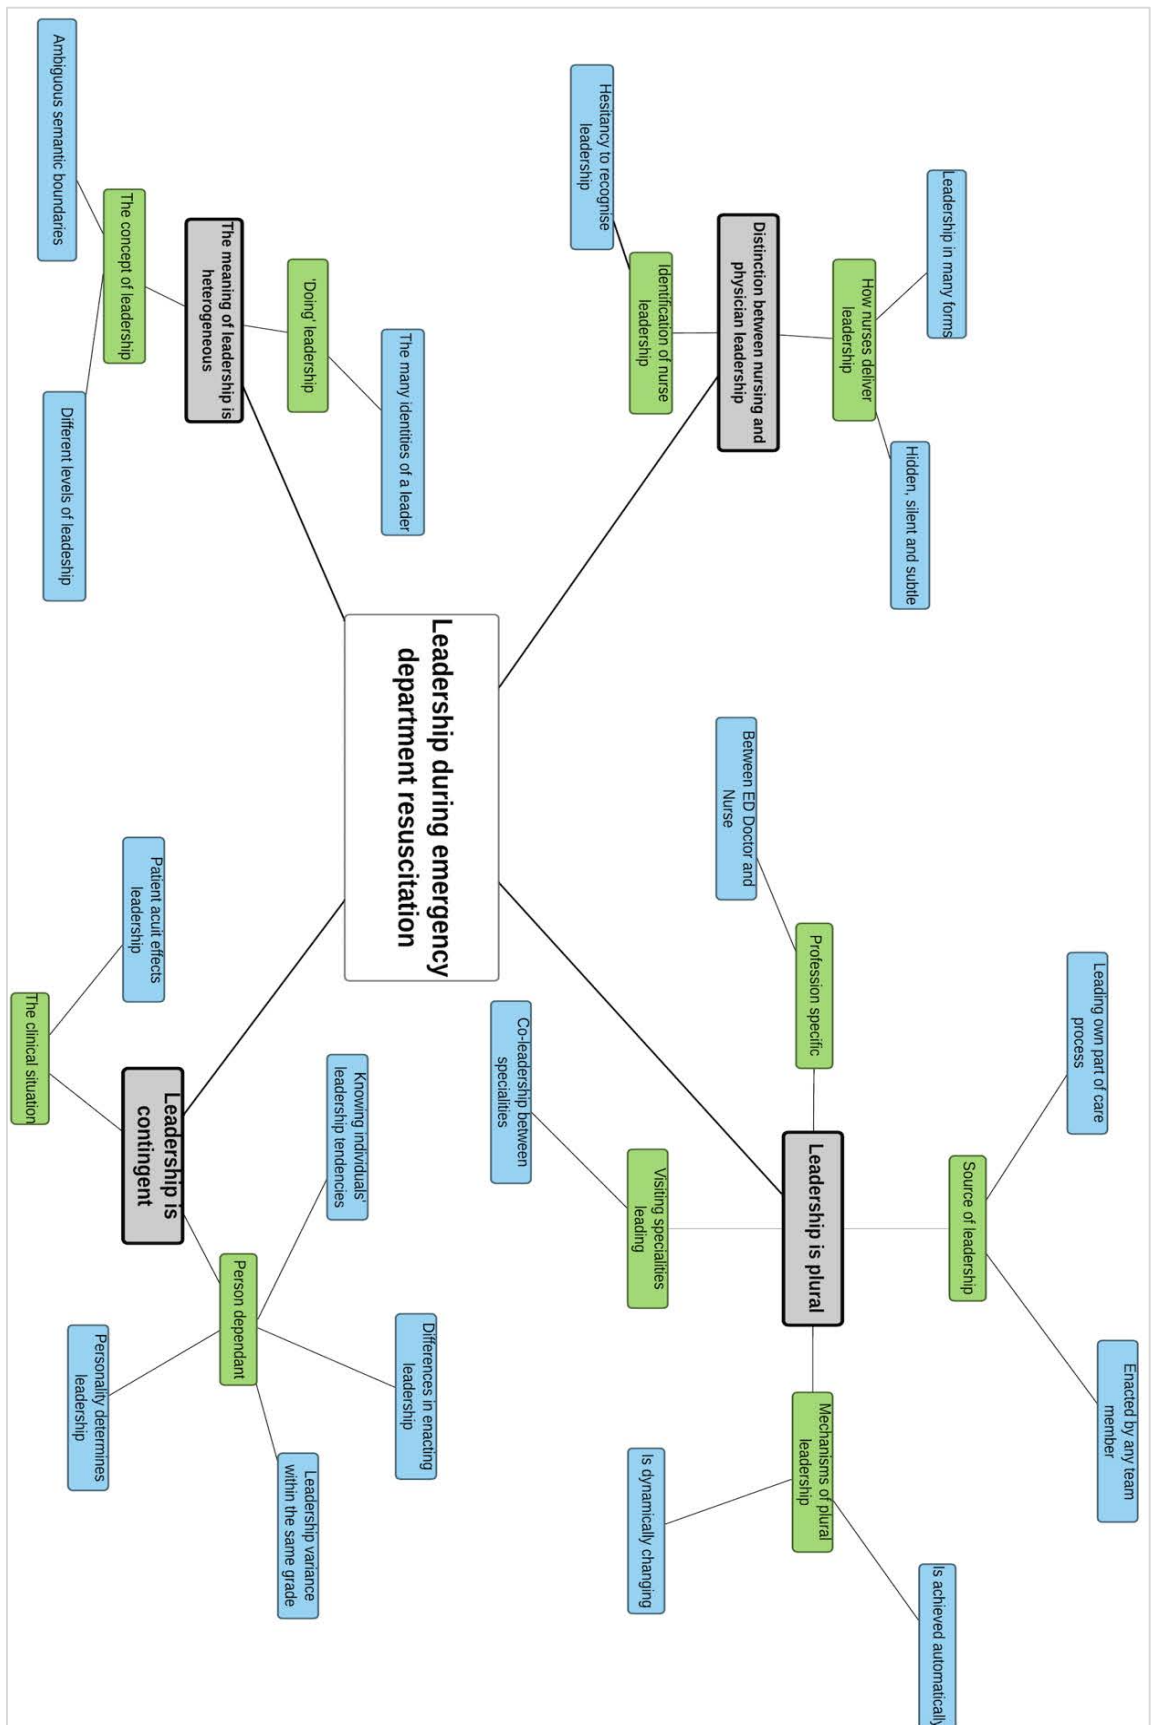 Leadership in many forms
How nurses deliver
leadership
Hidden, silent and subtle
Distinction between nursing and
physician leadership
Identification of nurse
leadership
Hesitancy to recognise
leadership
Leading own part of care
process
Enacted by any team
member
Source of leadership
Is achieved automatically
Profession specific
Between ED Doctor and
Nurse
Leadership is plural
Mechanisms of plural
leadership
Is dynamically changing
Visiting specialities
leading
Co-leadership between
specialities
Leadership during emergency
department resuscitation
The many identities of a leader
'Doing' leadership
The meaning of leadership is
heterogeneous
The concept of leadership
Ambiguous semantic boundaries
Different levels of leadeship
Differences in enacting
leadership
Knowing individuals'
leadership tendencies
Leadership variance
within the same grade
Person dependant
Leadership is
contingent
Patient acuit effects
leadership
Personality determines
leadership
The clinical situation